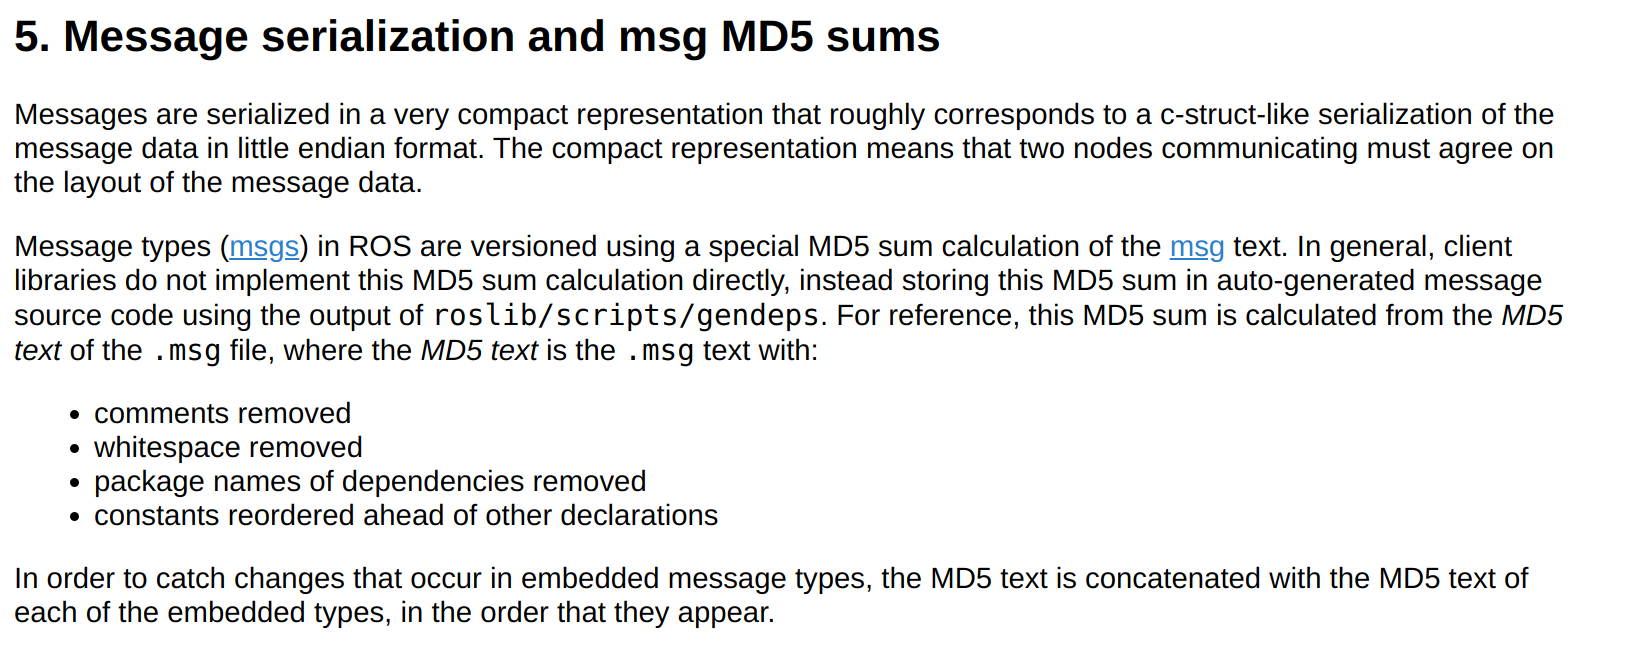 5. Message serialization and msg MD5 sums
Messages are serialized in a very compact representation that roughly corresponds to a c-struct-like serialization of the
message data in little endian format. The compact representation means that two nodes communicating must agree on
the layout of the message data.
Message types (msgs) in ROS are versioned using a special MD5 sum calculation of the msg text. In general, client
libraries do not implement this MD5 sum calculation directly, instead storing this MD5 sum in auto-generated message
source code using the output of roslib/scripts/gendeps. For reference, this MD5 sum is calculated from the MD5
text of the .msg file, where the MD5 text is the .msg text with:
• comments removed
• whitespace removed
• package names of dependencies removed
• constants reordered ahead of other declarations
In order to catch changes that occur in embedded message types, the MD5 text is concatenated with the MD5 text of
each of the embedded types, in the order that they appear.